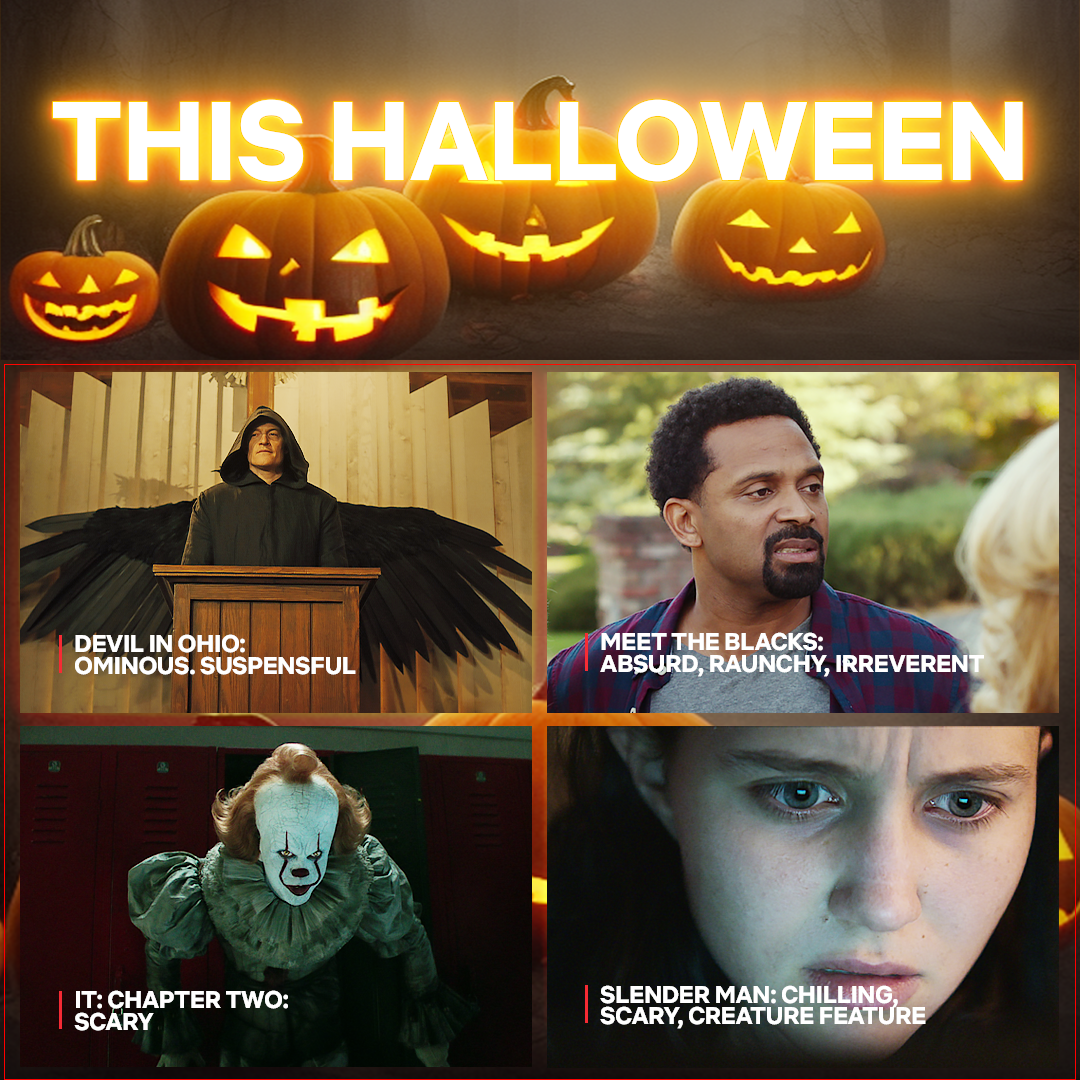 THIS HALLOWEEN
DEVIL IN OHIO:
OMINOUS. SUSPENSFUL
MEET THE BLACKS:
ABSURD, RAUNCHY, IRREVERENT
IT: CHAPTER TWO:
SCARY
SLENDER MAN: CHILLING,
SCARY, CREATURE FEATURE